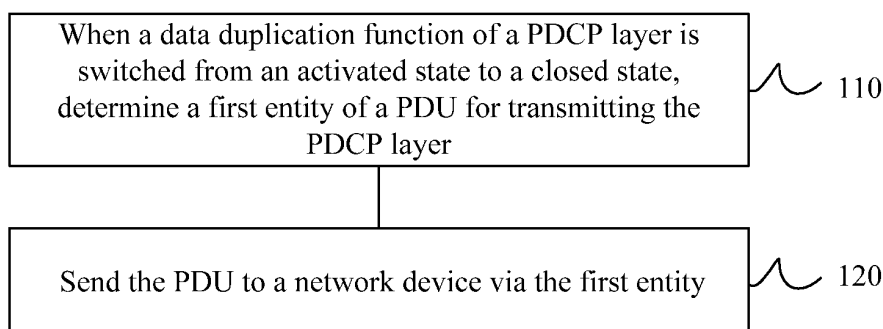 When a data duplication function of a PDCP layer is
switched from an activated state to a closed state,
determine a first entity of a PDU for transmitting the
PDCP layer
110
Send the PDU to a network device via the first entity
120